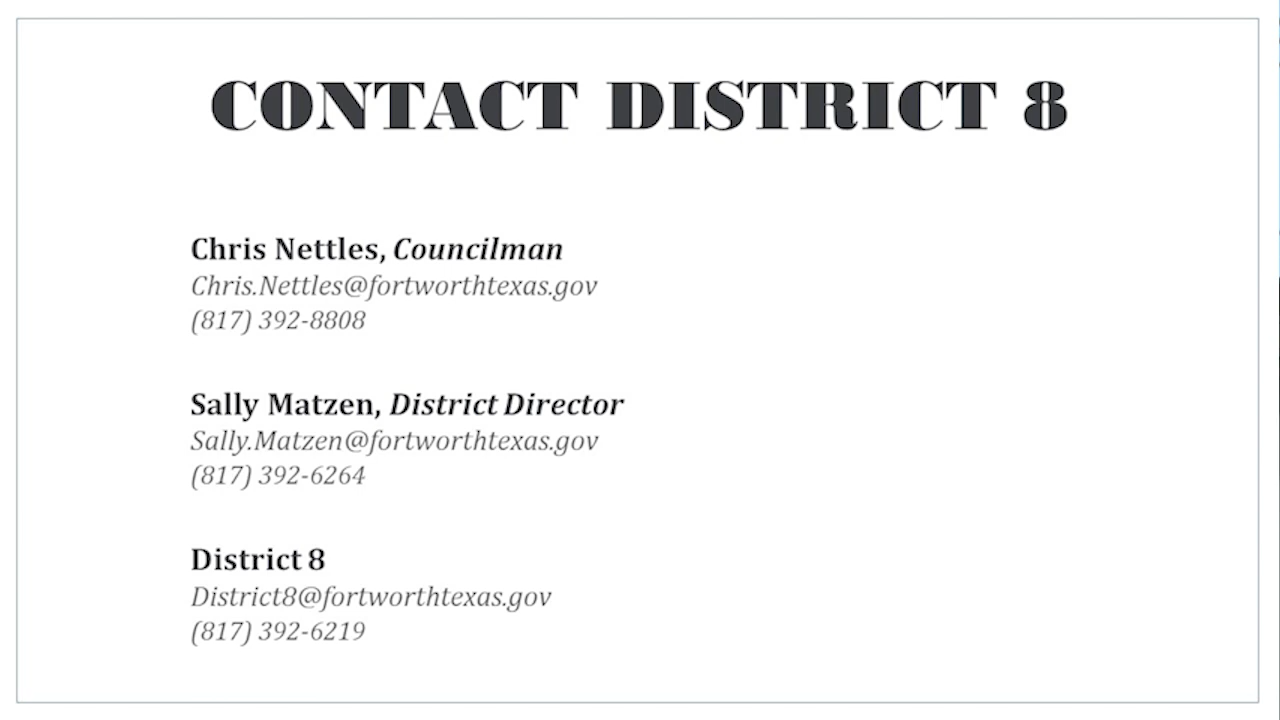 CONTACT DISTRICT 8
Chris Nettles, Councilman
Chris.Nettles@fortworthtexas.gov
(817) 392-8808
Sally Matzen, District Director
Sally.Matzen@fortworthtexas.gov
(817) 392-6264
District 8
District8@fortworthtexas.gov
(817) 392-6219